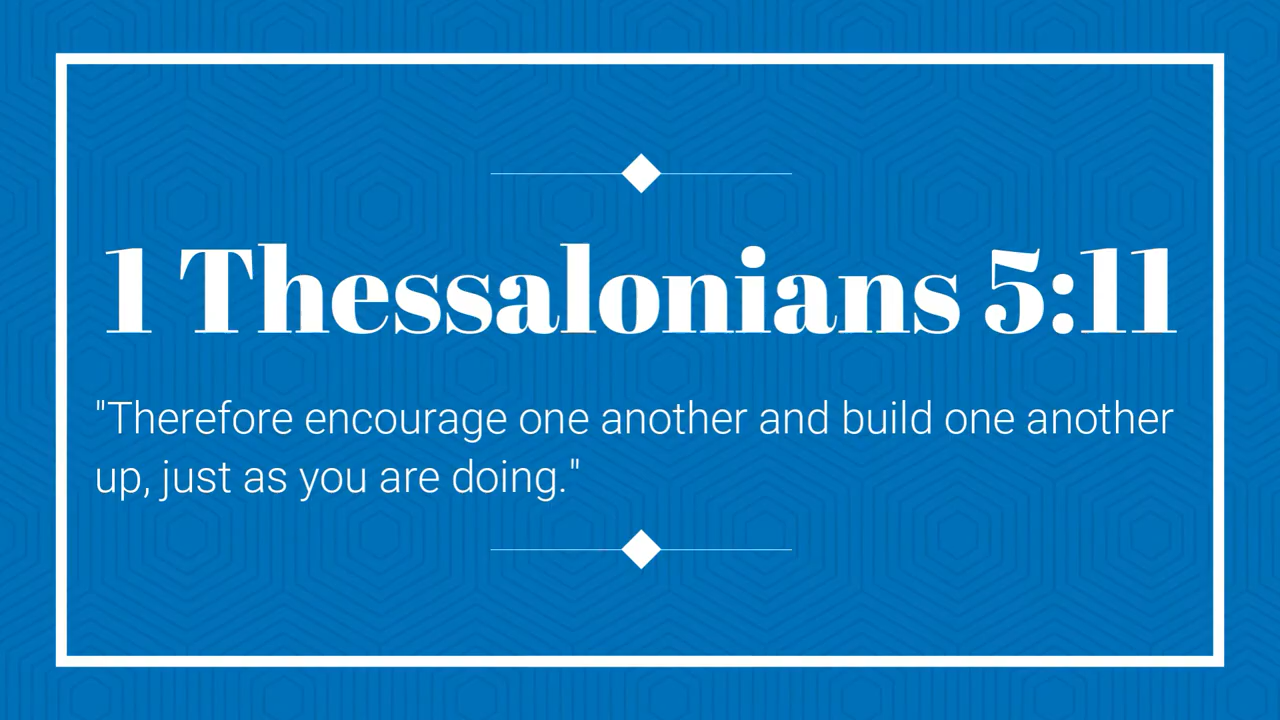 1 Thessalonians 5:11
"Therefore encourage one another and build one another
up, just as you are doing."